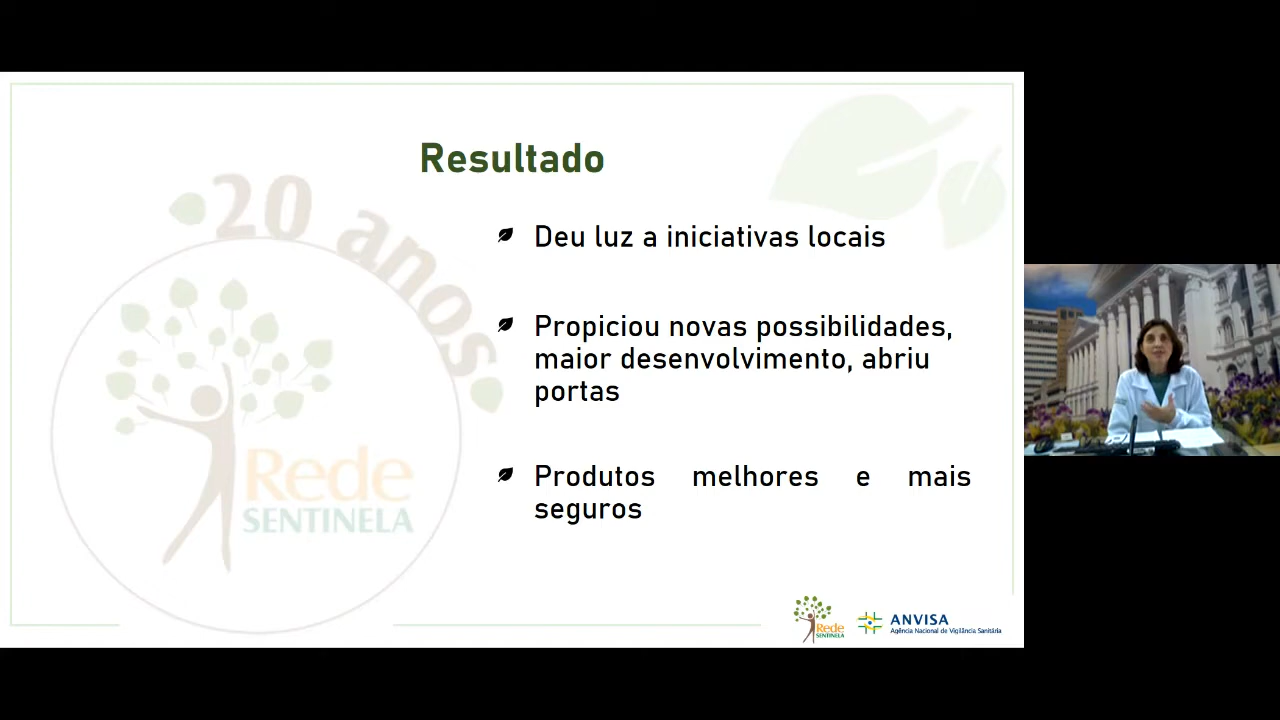 Resultado
20 anos
Deu luz a iniciativas locais
Propiciou novas possibilidades,
maior desenvolvimento, abriu
portas
Rede
SENTINELA
Produtos melhores e mais
seguros
Rede
SENTINELA
ANVISA
Agência Nacional de Vigilância Sanitária